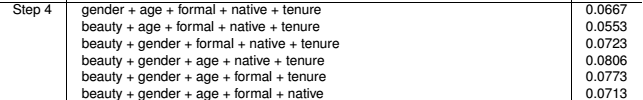 Step 4 gender + age + formal + native + tenure 0.0667
beauty + age + formal + native + tenure 0.0553
beauty + gender + formal + native + tenure 0.0723
beauty + gender + age + native + tenure 0.0806
beauty + gender + age + formal + tenure 0.0773
beauty + gender + age + formal + native 0.0713